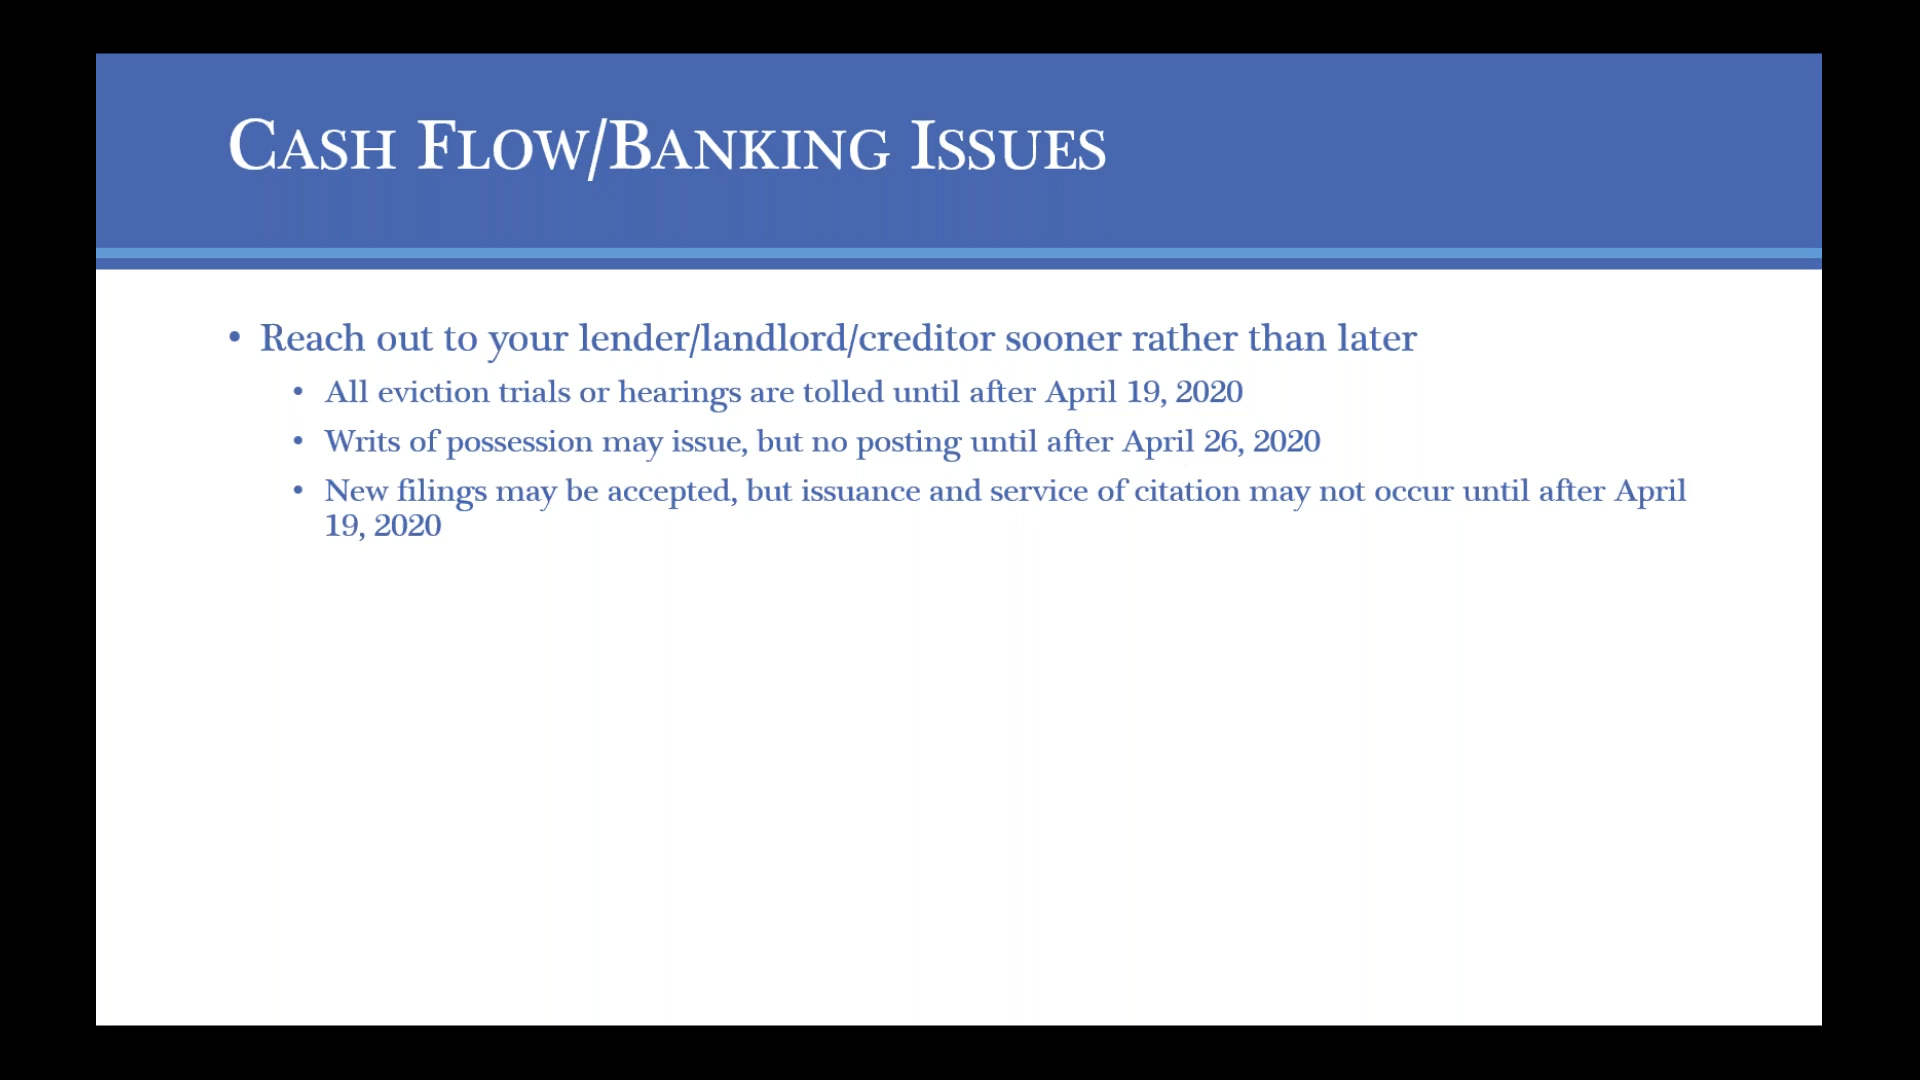 CASH FLOW/BANKING ISSUES
• Reach out to your lender/landlord/creditor sooner rather than later
• All eviction trials or hearings are tolled until after April 19, 2020
• Writs of possession may issue, but no posting until after April 26, 2020
• New filings may be accepted, but issuance and service of citation may not occur until after April
19, 2020